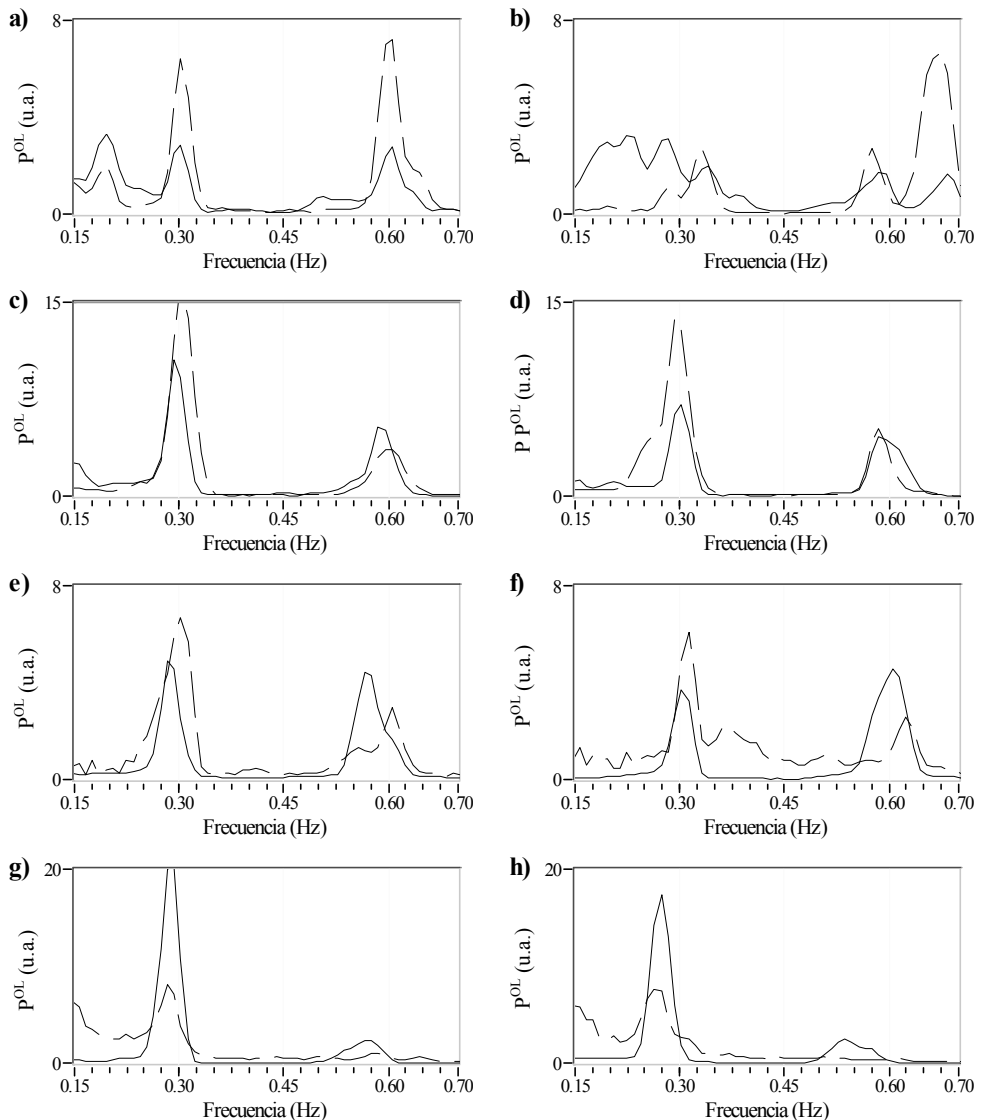 a)
8
P^OL (u.a.)
0
0.15 0.30 0.45 0.60 0.70
Frecuencia (Hz)
b)
8
P^OL (u.a.)
0
0.15 0.30 0.45 0.60 0.70
Frecuencia (Hz)
c)
15
P^OL (u.a.)
0
0.15 0.30 0.45 0.60 0.70
Frecuencia (Hz)
d)
15
P P^OL (u.a.)
0
0.15 0.30 0.45 0.60 0.70
Frecuencia (Hz)
e)
8
P^OL (u.a.)
0
0.15 0.30 0.45 0.60 0.70
Frecuencia (Hz)
f)
8
P^OL (u.a.)
0
0.15 0.30 0.45 0.60 0.70
Frecuencia (Hz)
g)
20
P^OL (u.a.)
0
0.15 0.30 0.45 0.60 0.70
Frecuencia (Hz)
h)
20
P^OL (u.a.)
0
0.15 0.30 0.45 0.60 0.70
Frecuencia (Hz)